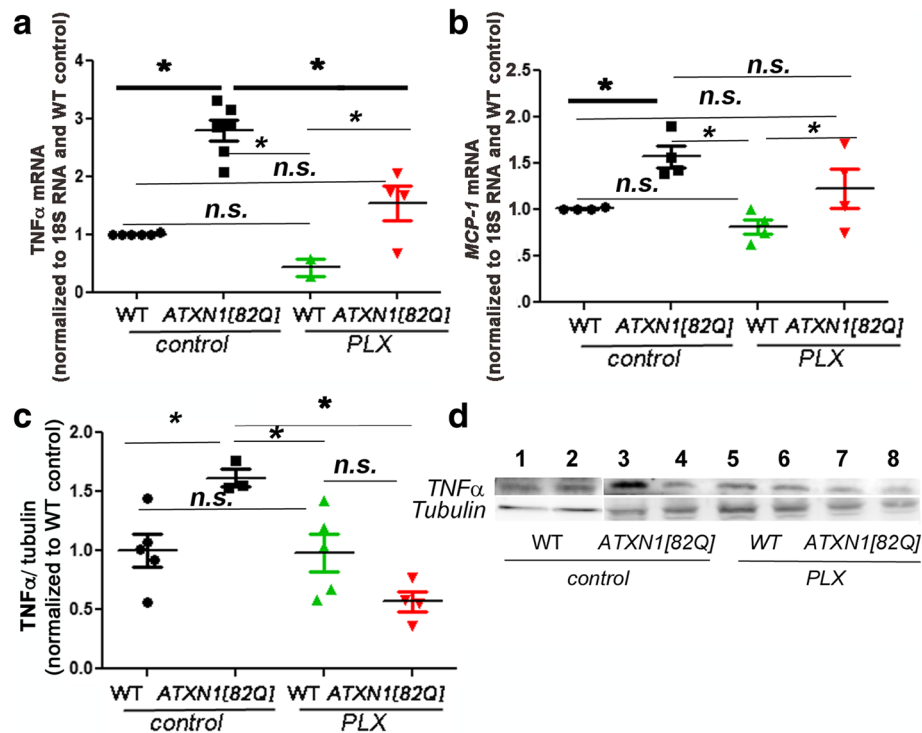 a
TNFα mRNA
(normalized to 18S RNA and WT control)
4
3
2
1
0
*
*
*
*
n.s.
n.s.
WT ATXN1[82Q] WT ATXN1[82Q]
control PLX
b
MCP-1 mRNA
(normalized to 18S RNA and WT control)
2.5
2.0
1.5
1.0
.5
.0
n.s.
*
n.s.
*
*
n.s.
WT ATXN1[82Q] WT ATXN1[82Q]
control PLX
c
TNFα/ tubulin
(normalized to WT control)
2.0
1.5
1.0
0.5
0.0
*
*
*
n.s.
n.s.
WT ATXN1[82Q] WT ATXN1[82Q]
control PLX
d
1 2 3 4 5 6 7 8
TNFα
Tubulin
WT ATXN1[82Q] WT ATXN1[82Q]
control PLX